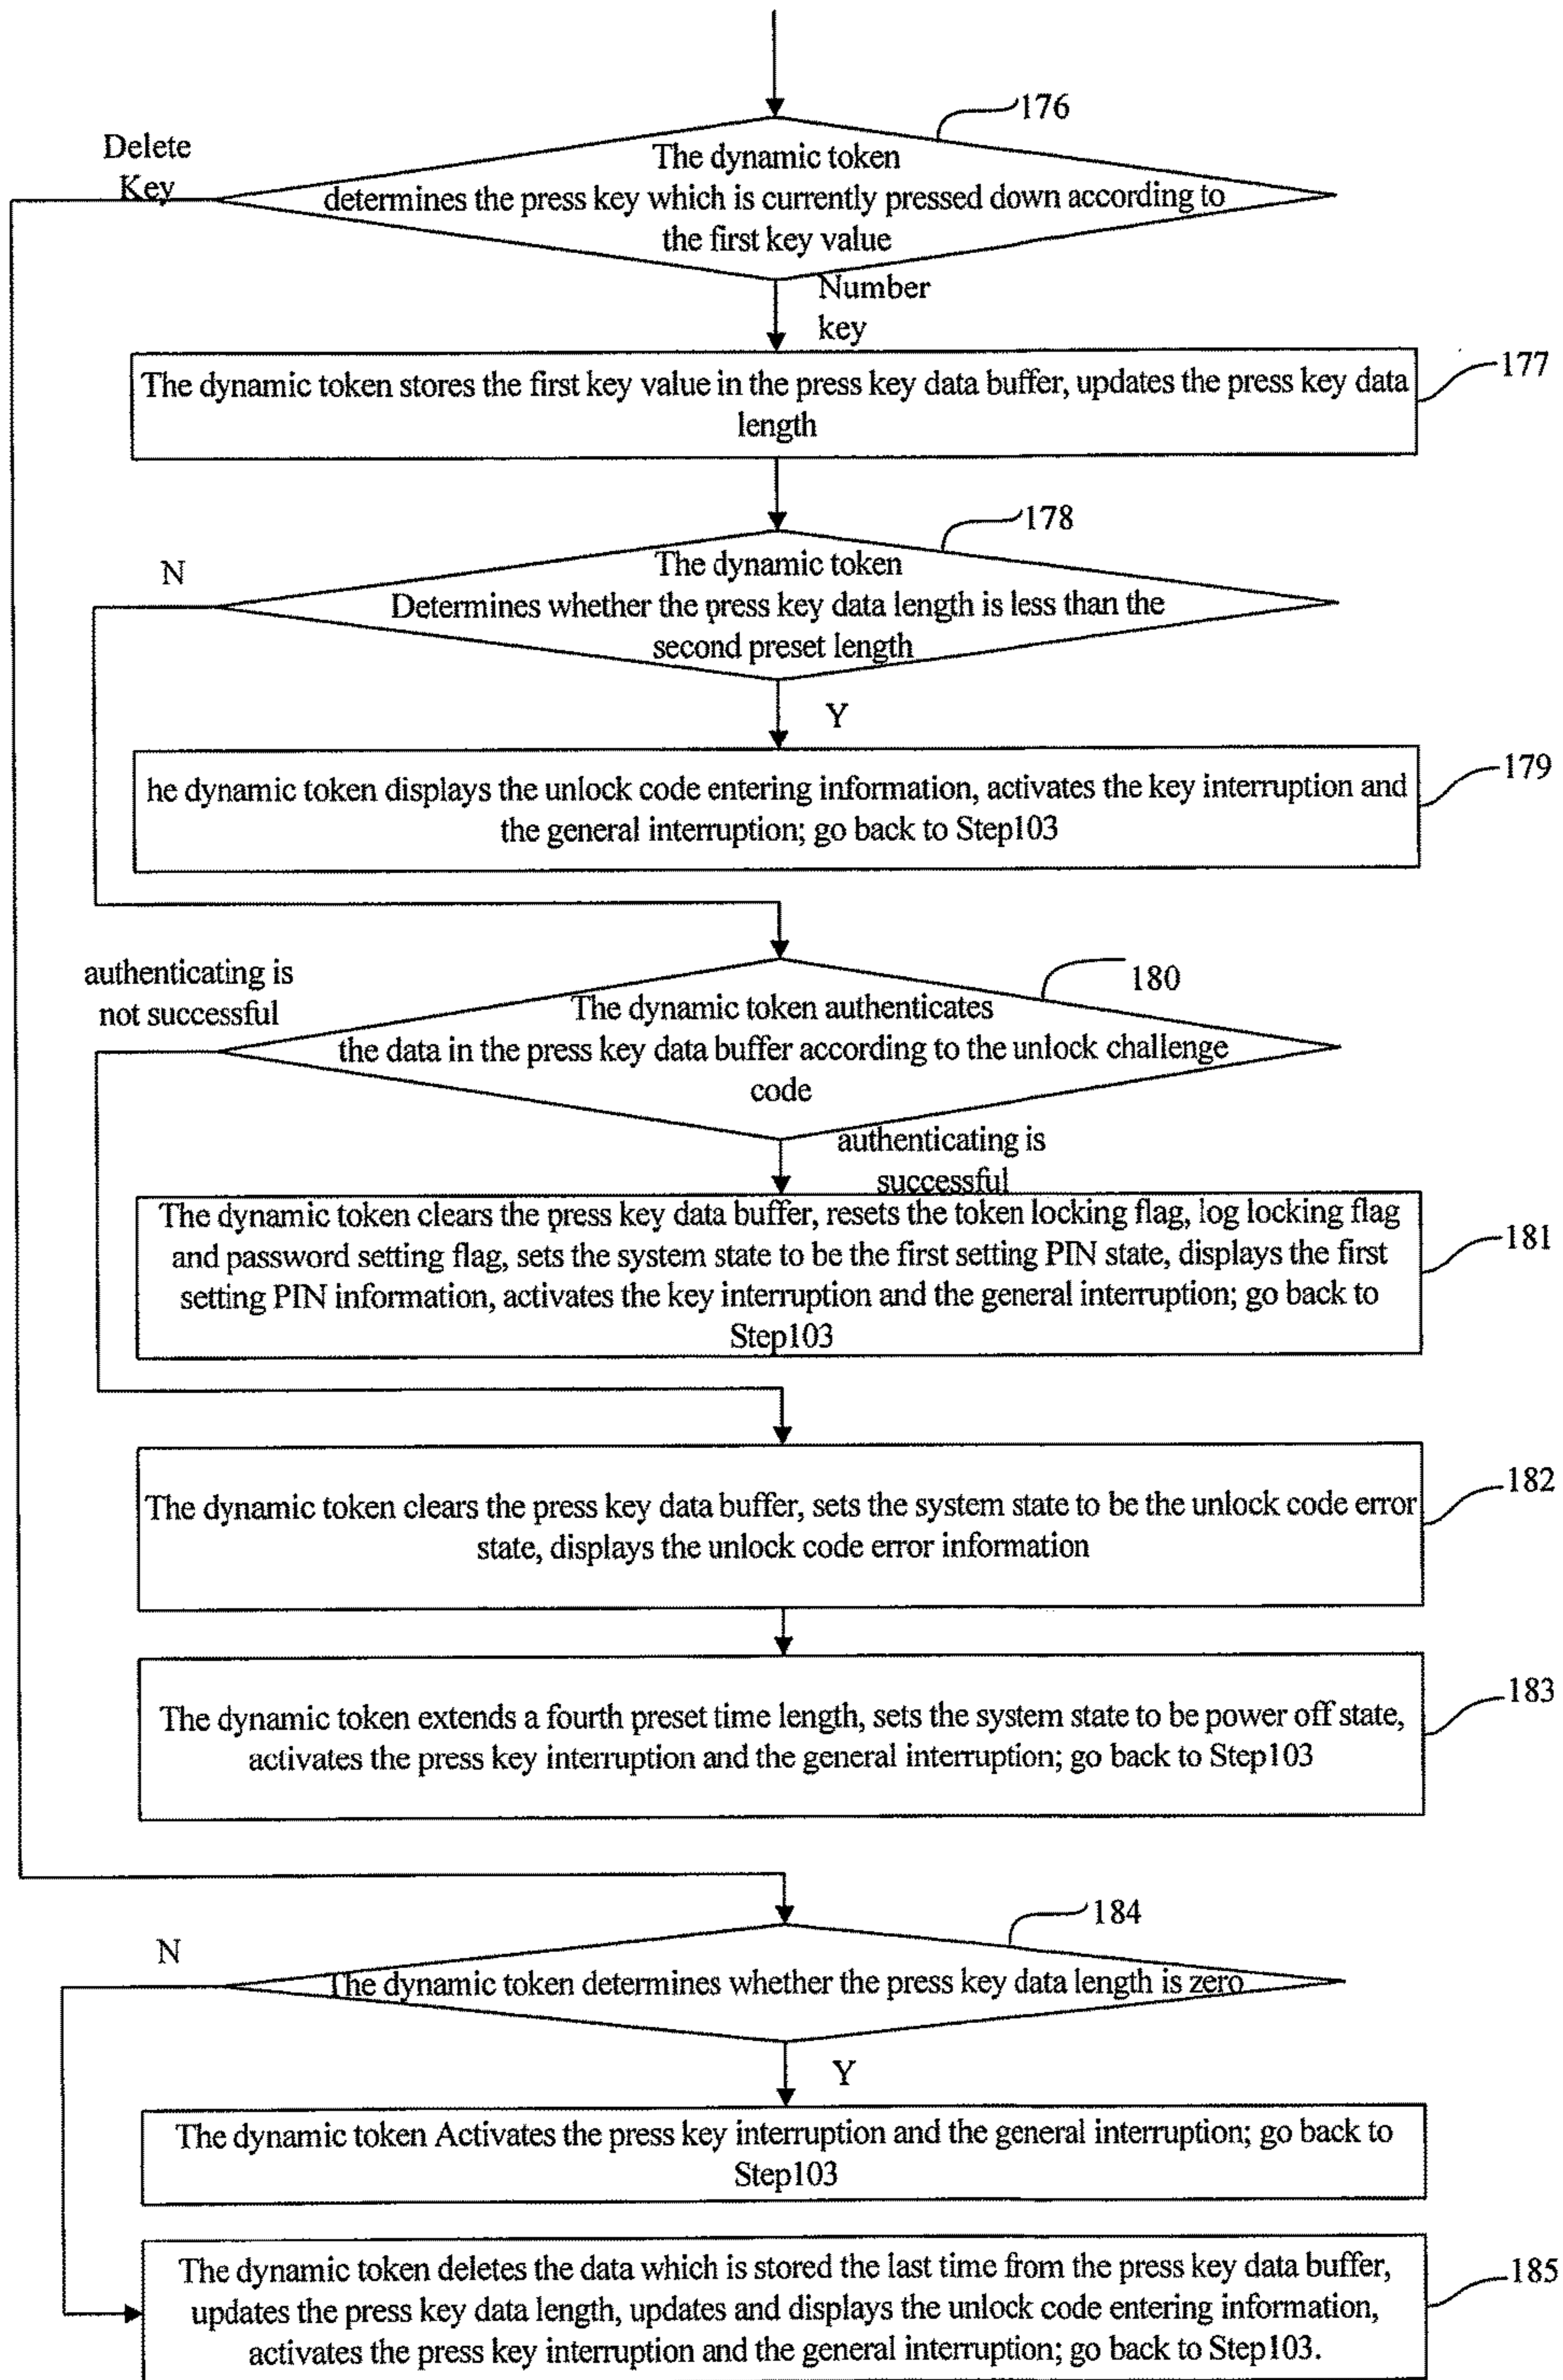 176
Delete
Key
The dynamic token
determines the press key which is currently pressed down according to
the first key value
Number
key
The dynamic token stores the first key value in the press key data buffer, updates the press key data
length
177
178
N
The dynamic token
Determines whether the press key data length is less than the
second preset length
Y
he dynamic token displays the unlock code entering information, activates the key interruption and
the general interruption; go back to Step103
179
authenticating is
not successful
180
The dynamic token authenticates
the data in the press key data buffer according to the unlock challenge
code
authenticating is
successful
The dynamic token clears the press key data buffer, resets the token locking flag, log locking flag
and password setting flag, sets the system state to be the first setting PIN state, displays the first
setting PIN information, activates the key interruption and the general interruption; go back to
Step103
181
The dynamic token clears the press key data buffer, sets the system state to be the unlock code error
state, displays the unlock code error information
182
The dynamic token extends a fourth preset time length, sets the system state to be power off state,
activates the press key interruption and the general interruption; go back to Step103
183
184
N
The dynamic token determines whether the press key data length is zero
Y
The dynamic token Activates the press key interruption and the general interruption; go back to
Step103
The dynamic token deletes the data which is stored the last time from the press key data buffer,
updates the press key data length, updates and displays the unlock code entering information,
activates the press key interruption and the general interruption; go back to Step103.
185